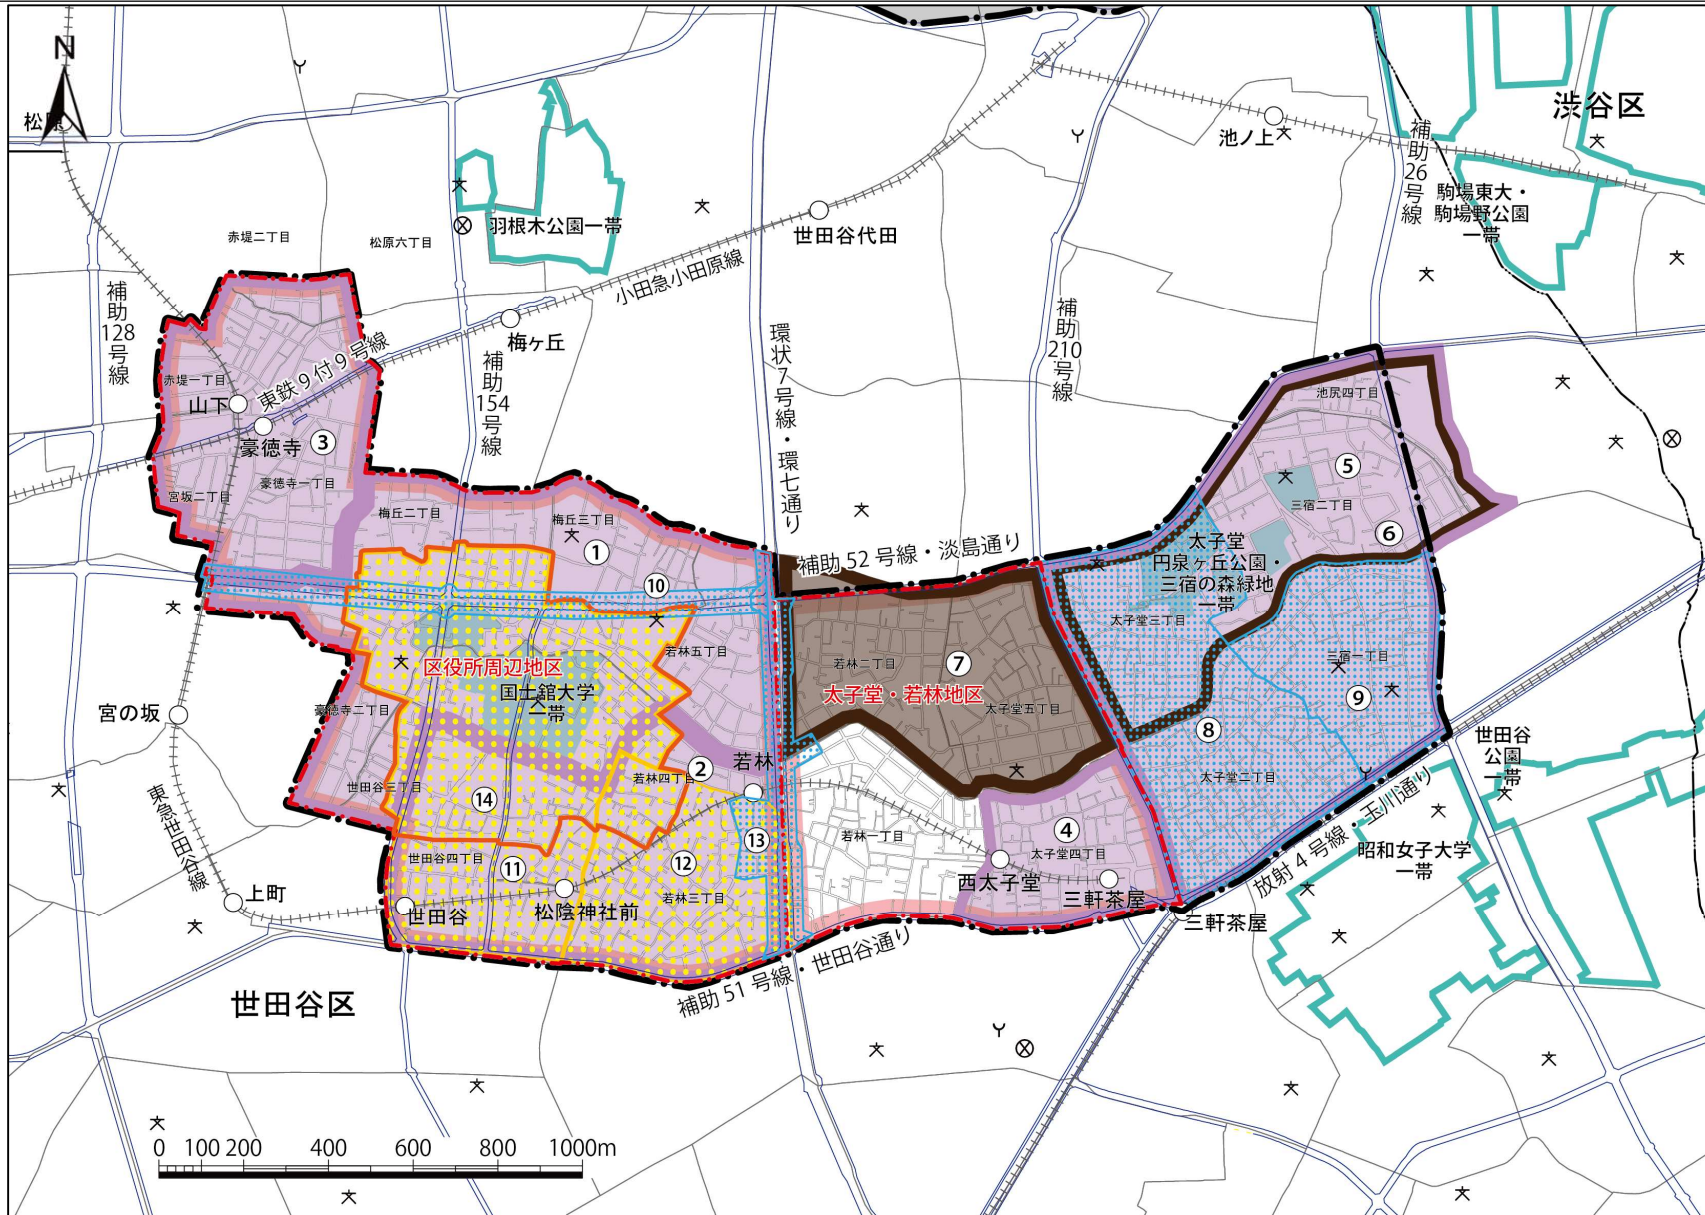 N
松原
渋谷区
池ノ上
補助26号線
駒場東大・
駒場野公園
一帯
羽根木公園一帯
赤堤二丁目
松原六丁目
世田谷代田
小田急小田原線
補助128号線
梅ヶ丘
補助154号線
環状7号線・環七通り
補助210号線
赤堤一丁目
山下
東鉄9付9号線
豪徳寺
③
豪徳寺一丁目
宮坂二丁目
梅丘二丁目
梅丘三丁目
①
⑩
補助52号線・淡島通り
池尻四丁目
⑤
三宿二丁目
⑥
太子堂
円泉ヶ丘公園・
三宿の森緑地
一帯
太子堂三丁目
三宿一丁目
⑨
⑧
太子堂二丁目
若林二丁目
⑦
太子堂・若林地区
太子堂五丁目
若林五丁目
区役所周辺地区
国士舘大学
一帯
豪徳寺二丁目
宮の坂
世田谷三丁目
⑭
若林四丁目
②
若林
⑬
若林一丁目
④
太子堂四丁目
西太子堂
三軒茶屋
三軒茶屋
世田谷
公園
一帯
放射4号線・玉川通り
昭和女子大学
一帯
東急世田谷線
上町
世田谷四丁目
⑪
世田谷
松陰神社前
⑫
若林三丁目
補助51号線・世田谷通り
世田谷区
0 100 200 400 600 800 1000m